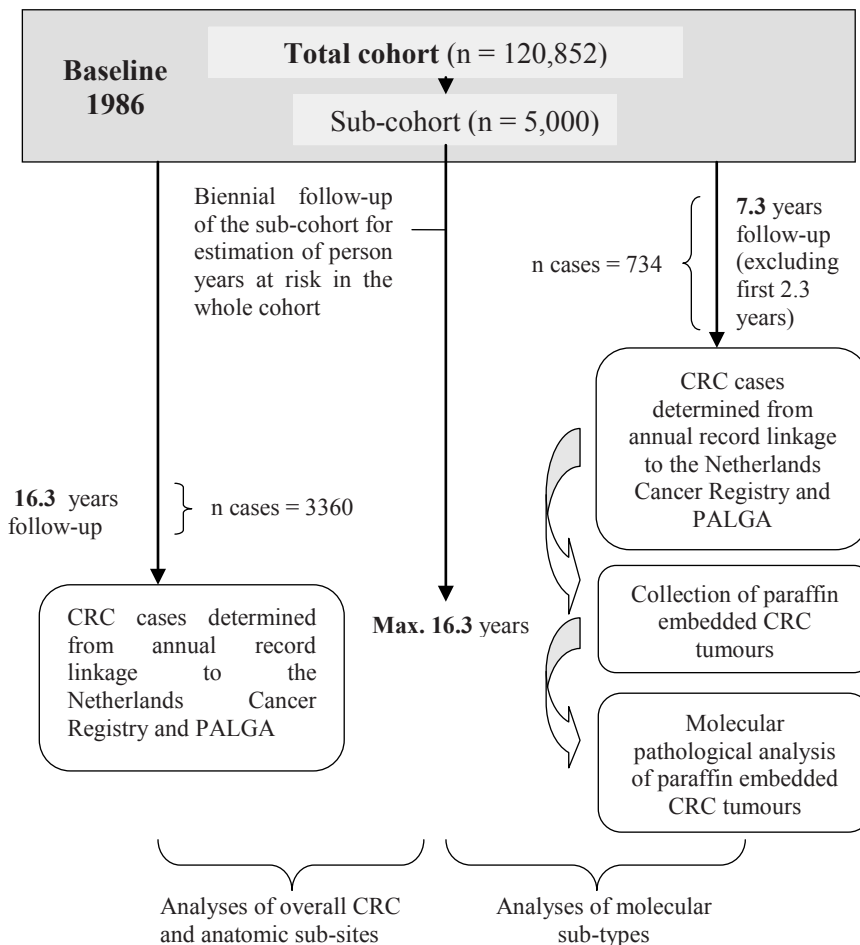 Total cohort (n = 120,852)
Baseline
1986
Sub-cohort (n = 5,000)
Biennial follow-up
of the sub-cohort for
estimation of person
years at risk in the
whole cohort
7.3 years
follow-up
(excluding
first 2.3
years)
n cases = 734
CRC cases
determined from
annual record linkage
to the Netherlands
Cancer Registry and
PALGA
16.3 years
follow-up
n cases = 3360
CRC cases determined
from annual record
linkage to the
Netherlands Cancer
Registry and PALGA
Max. 16.3 years
Collection of paraffin
embedded CRC
tumours
Molecular
pathological analysis
of paraffin embedded
CRC tumours
Analyses of overall CRC
and anatomic sub-sites
Analyses of molecular
sub-types